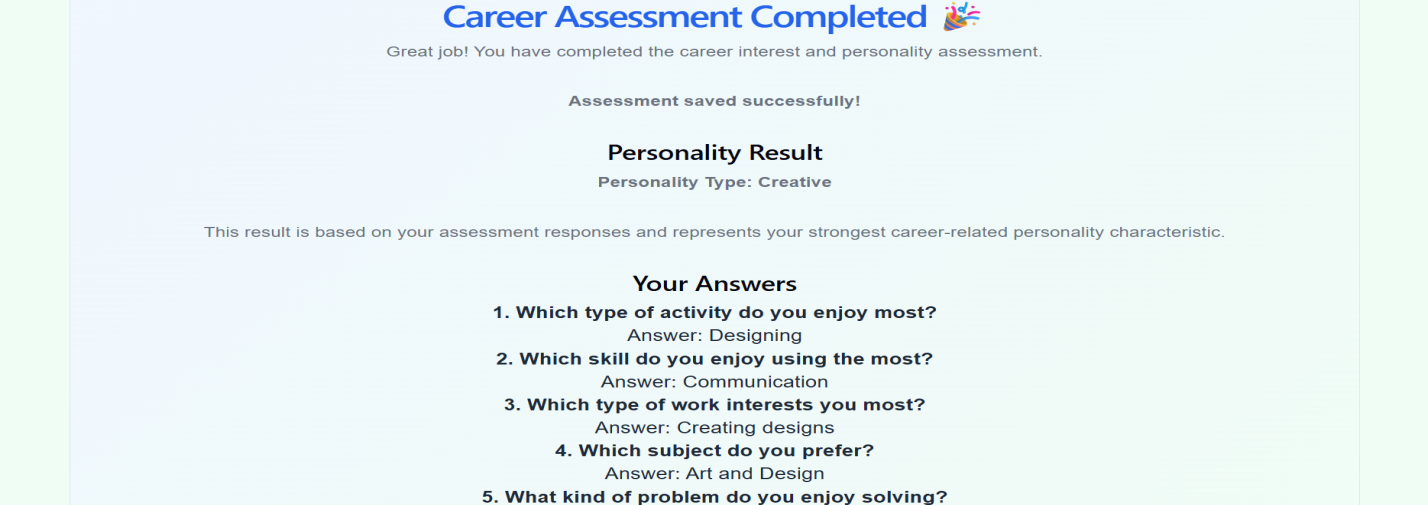 Career Assessment Completed 🎉
Great job! You have completed the career interest and personality assessment.
Assessment saved successfully!
Personality Result
Personality Type: Creative
This result is based on your assessment responses and represents your strongest career-related personality characteristic.
Your Answers
1. Which type of activity do you enjoy most?
Answer: Designing
2. Which skill do you enjoy using the most?
Answer: Communication
3. Which type of work interests you most?
Answer: Creating designs
4. Which subject do you prefer?
Answer: Art and Design
5. What kind of problem do you enjoy solving?